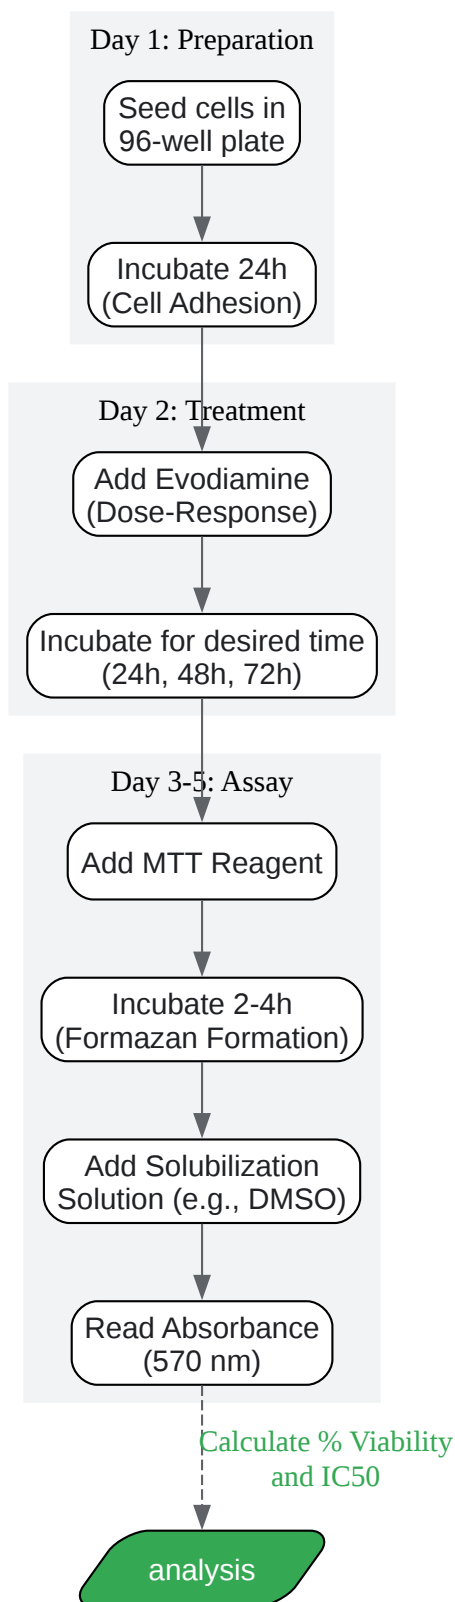 Day 1: Preparation
Seed cells in
96-well plate
Incubate 24h
(Cell Adhesion)
Day 2: Treatment
Add Evodiamine
(Dose-Response)
Incubate for desired time
(24h, 48h, 72h)
Day 3-5: Assay
Add MTT Reagent
Incubate 2-4h
(Formazan Formation)
Add Solubilization
Solution (e.g., DMSO)
Read Absorbance
(570 nm)
Calculate % Viability
and IC50
analysis